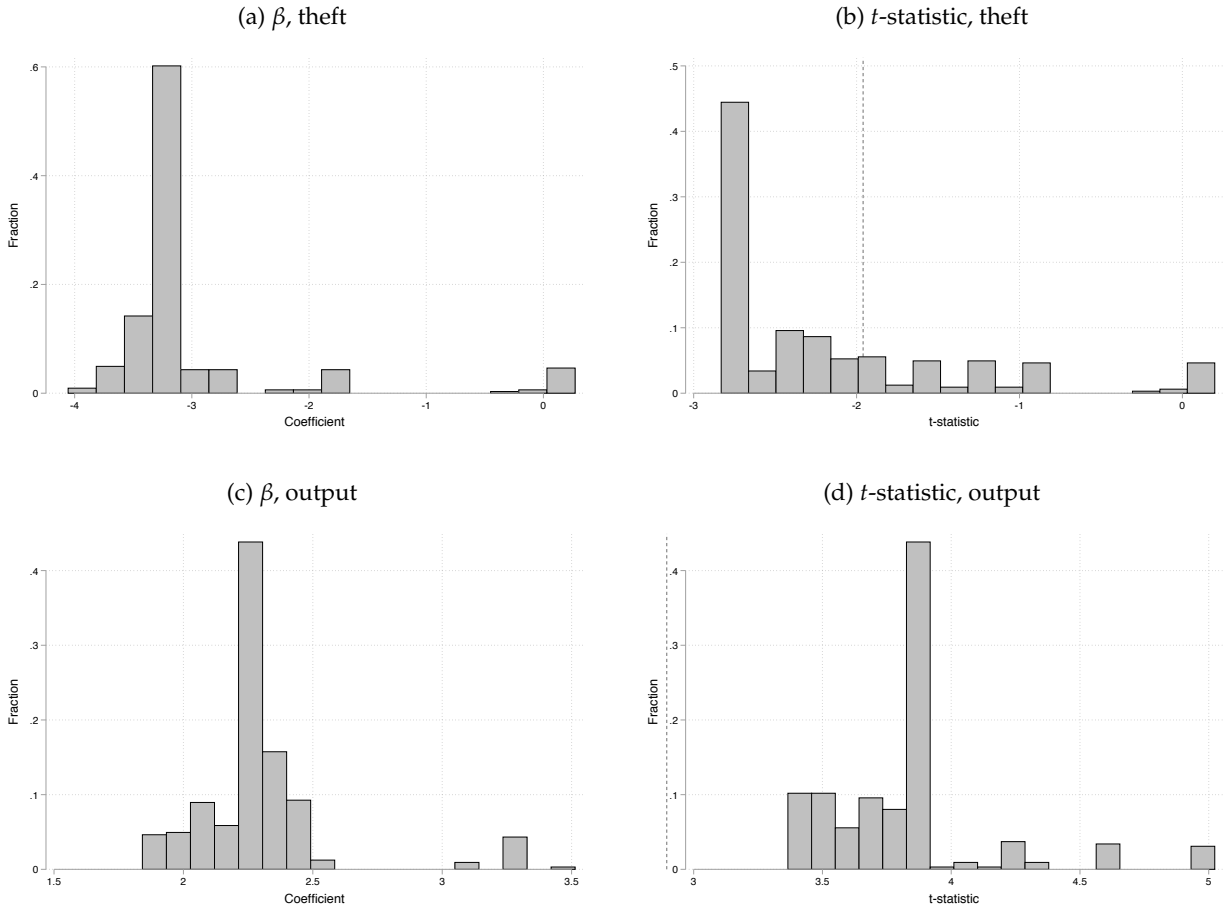 (a) β, theft
(b) t-statistic, theft
.6
.4
.2
0
Fraction
-4 -3 -2 -1 0
Coefficient
.5
.4
.3
.2
.1
0
Fraction
-3 -2 -1 0
t-statistic
(c) β, output
(d) t-statistic, output
.4
.3
.2
.1
0
Fraction
1.5 2 2.5 3 3.5
Coefficient
.4
.3
.2
.1
0
Fraction
3 3.5 4 4.5 5
t-statistic